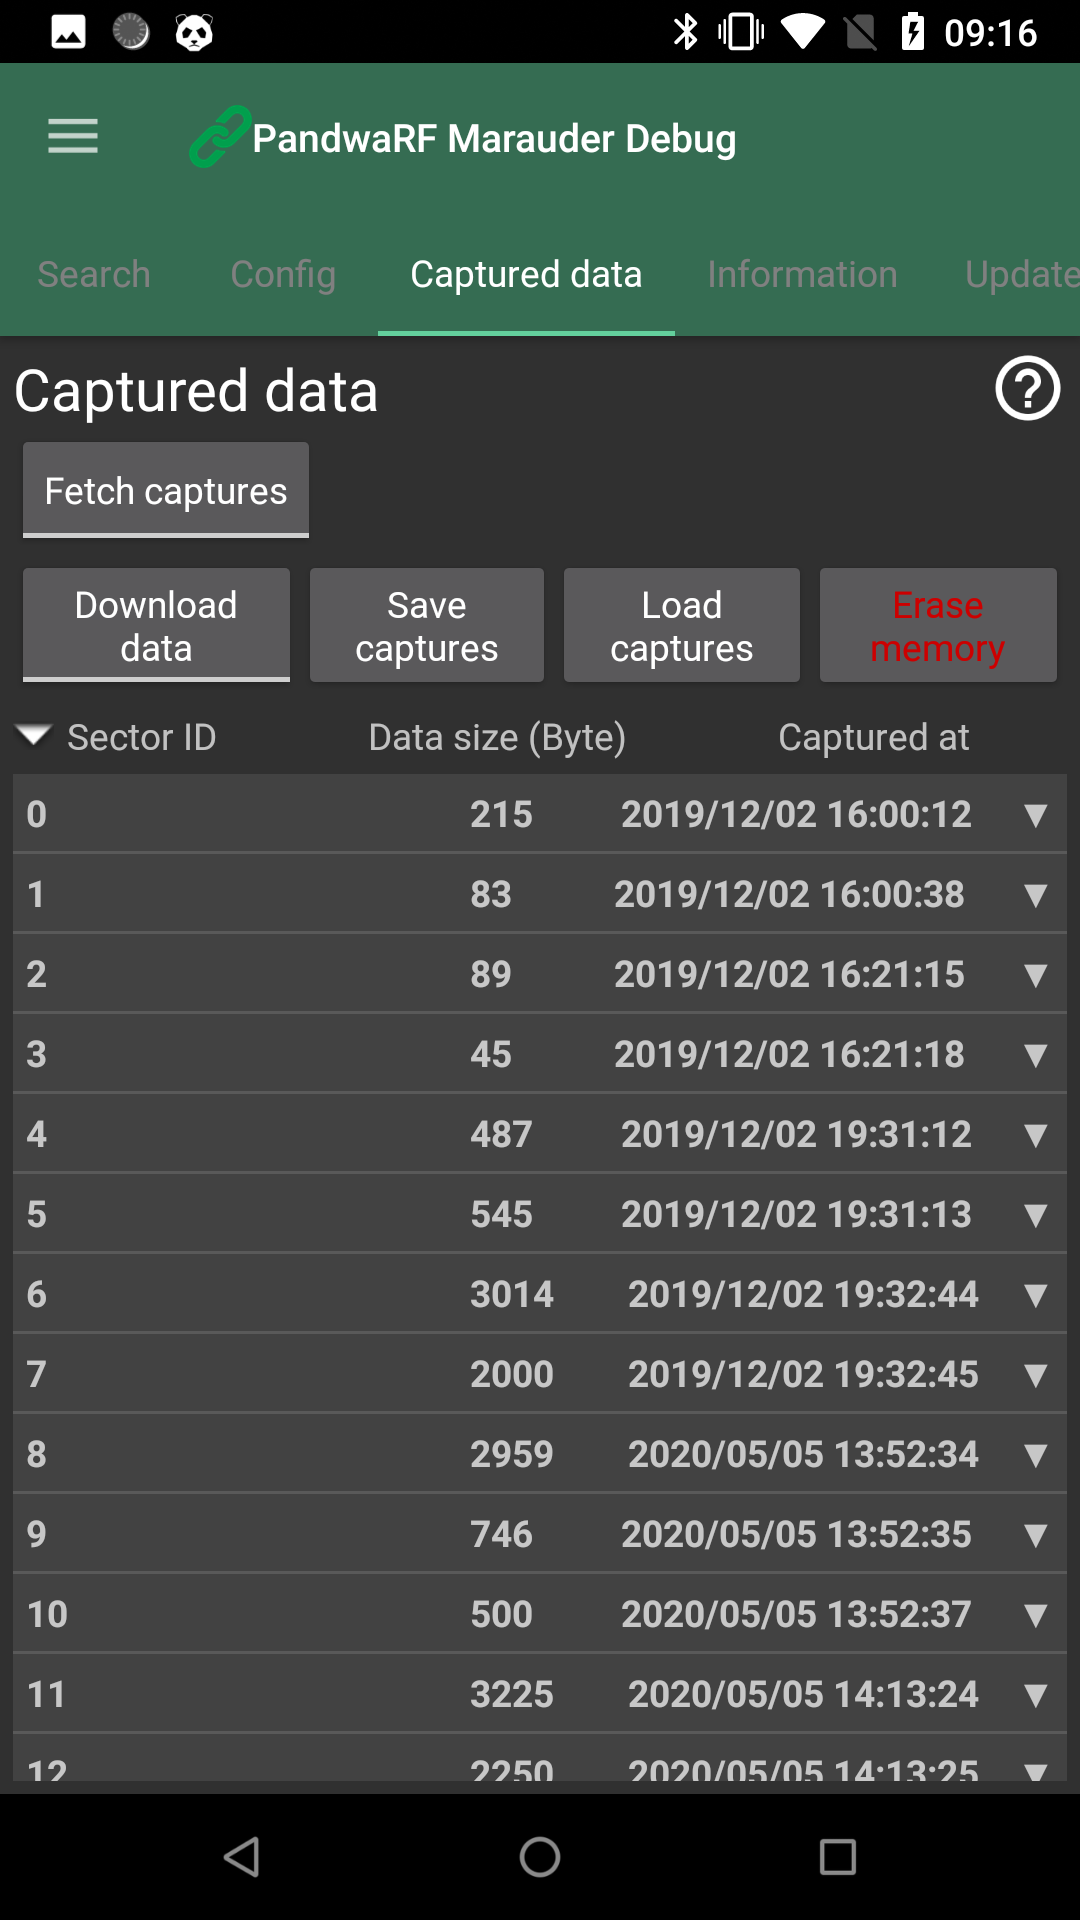 09:16
PandwaRF Marauder Debug
Search Config Captured data Information Update
Captured data
Fetch captures
Download data
Save captures
Load captures
Erase memory
Sector ID Data size (Byte) Captured at
0 215 2019/12/02 16:00:12 ▼
1 83 2019/12/02 16:00:38 ▼
2 89 2019/12/02 16:21:15 ▼
3 45 2019/12/02 16:21:18 ▼
4 487 2019/12/02 19:31:12 ▼
5 545 2019/12/02 19:31:13 ▼
6 3014 2019/12/02 19:32:44 ▼
7 2000 2019/12/02 19:32:45 ▼
8 2959 2020/05/05 13:52:34 ▼
9 746 2020/05/05 13:52:35 ▼
10 500 2020/05/05 13:52:37 ▼
11 3225 2020/05/05 14:13:24 ▼
12 2250 2020/05/05 14:13:25 ▼